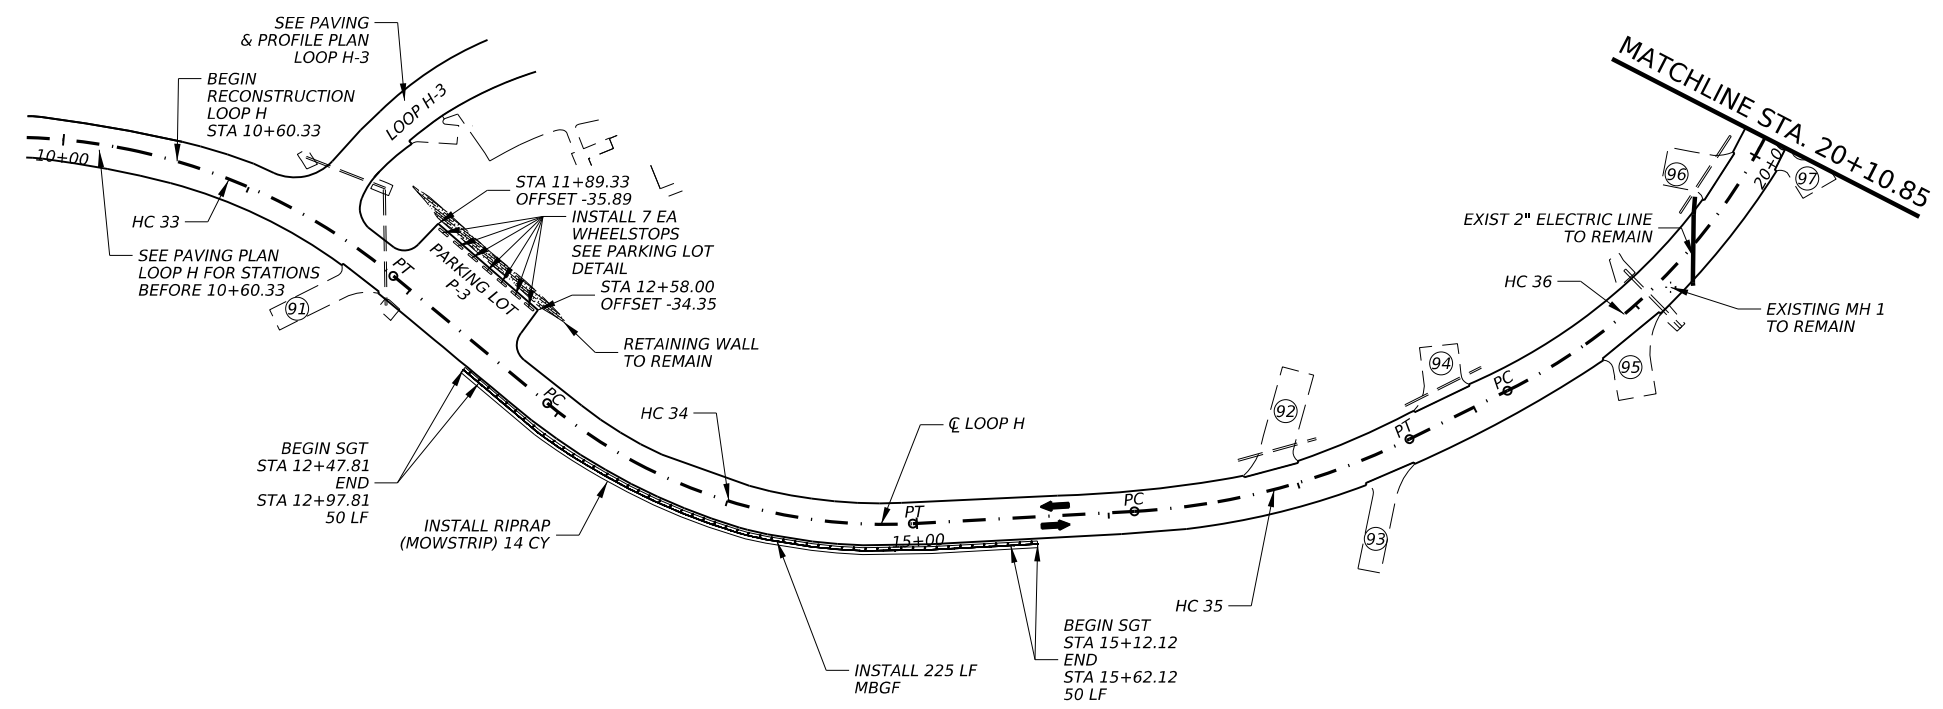 SEE PAVING
& PROFILE PLAN
LOOP H-3
BEGIN
RECONSTRUCTION
LOOP H
STA 10+60.33
LOOP H-3
10+00
HC 33
SEE PAVING PLAN
LOOP H FOR STATIONS
BEFORE 10+60.33
91
PT
STA 11+89.33
OFFSET -35.89
INSTALL 7 EA
WHEELSTOPS
SEE PARKING LOT
DETAIL
STA 12+58.00
OFFSET -34.35
PARKING LOT
P-3
RETAINING WALL
TO REMAIN
PC
HC 34
BEGIN SGT
STA 12+47.81
END
STA 12+97.81
50 LF
INSTALL RIPRAP
(MOWSTRIP) 14 CY
℄ LOOP H
PT
15+00
INSTALL 225 LF
MBGF
BEGIN SGT
STA 15+12.12
END
STA 15+62.12
50 LF
PC
HC 35
92
93
94
PT
PC
95
HC 36
EXIST 2" ELECTRIC LINE
TO REMAIN
EXISTING MH 1
TO REMAIN
E
96
97
MATCHLINE STA. 20+10.85